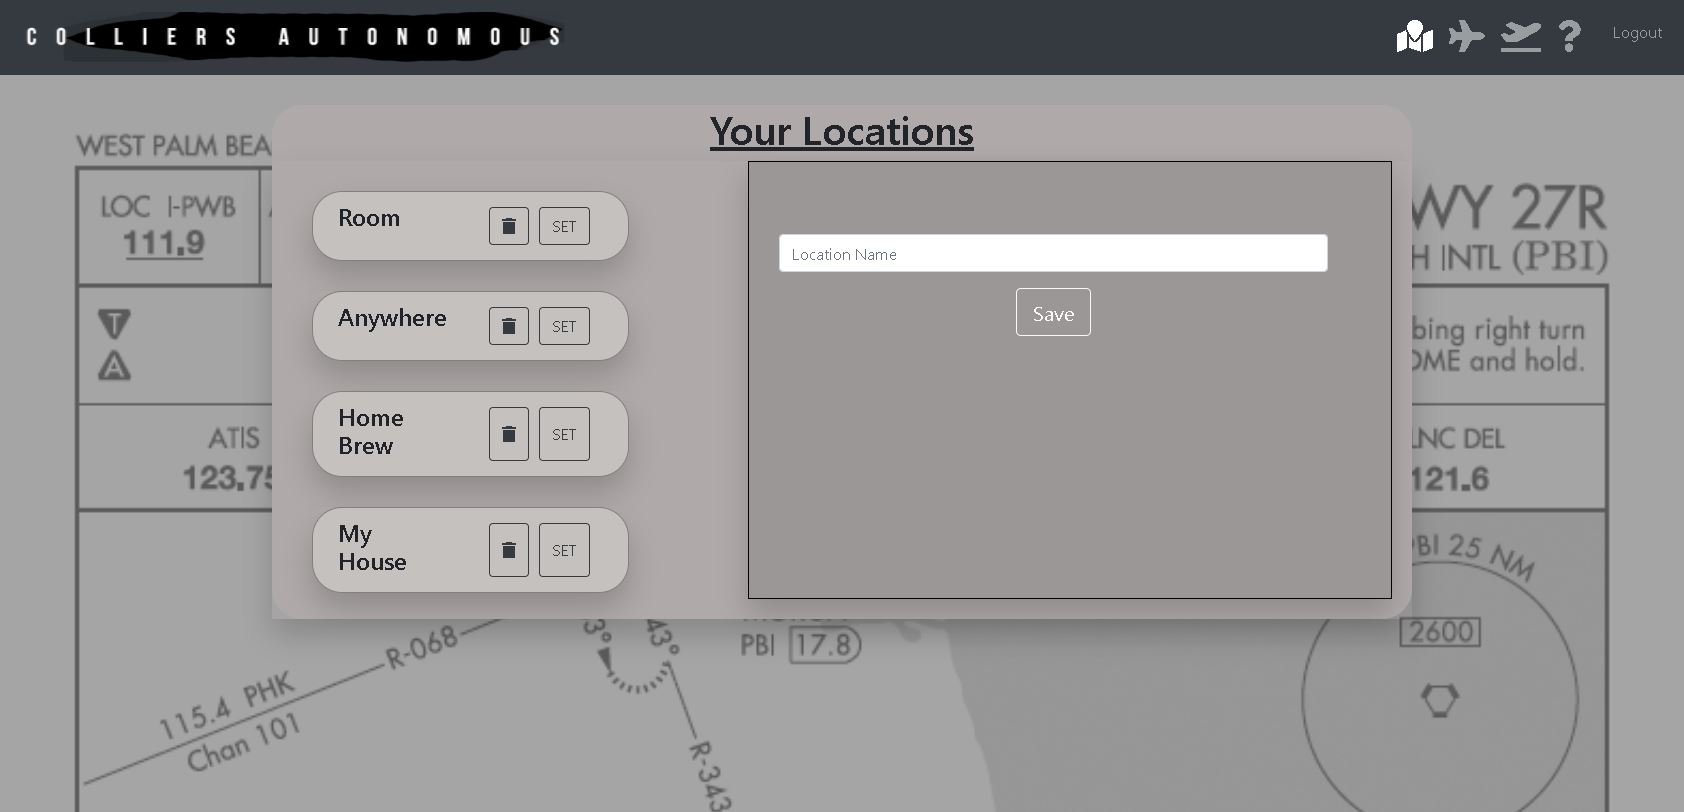 COLLIERS AUTONOMOUS
Logout
Your Locations
WEST PALM BEA
LOC I-PWB
111.9
WY 27R
H INTL (PBI)
Room
SET
Location Name
Save
Anywhere
SET
T
A
bing right turn
OME and hold.
Home
Brew
SET
ATIS
123.75
LNC DEL
121.6
My
House
SET
PBI 25 NM
2600
3°
43°
PBI 17.8
R-068
115.4 PHK
Chan 101
R-343